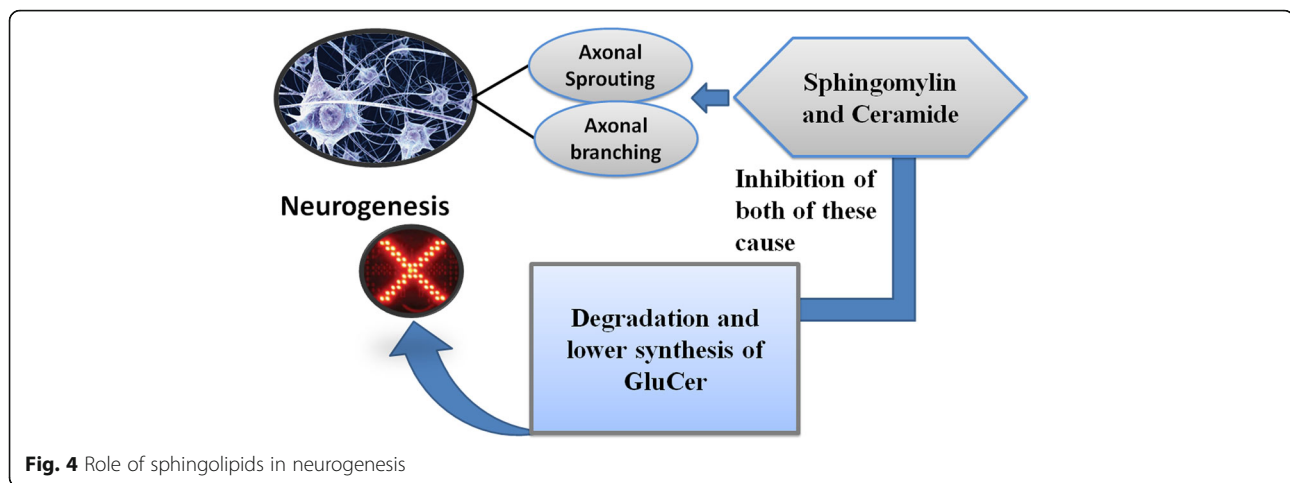 Axonal
Sprouting
Axonal
branching
Sphingomylin
and Ceramide
Inhibition of
both of these
cause
Neurogenesis
Degradation and
lower synthesis of
GluCer
Fig. 4 Role of sphingolipids in neurogenesis